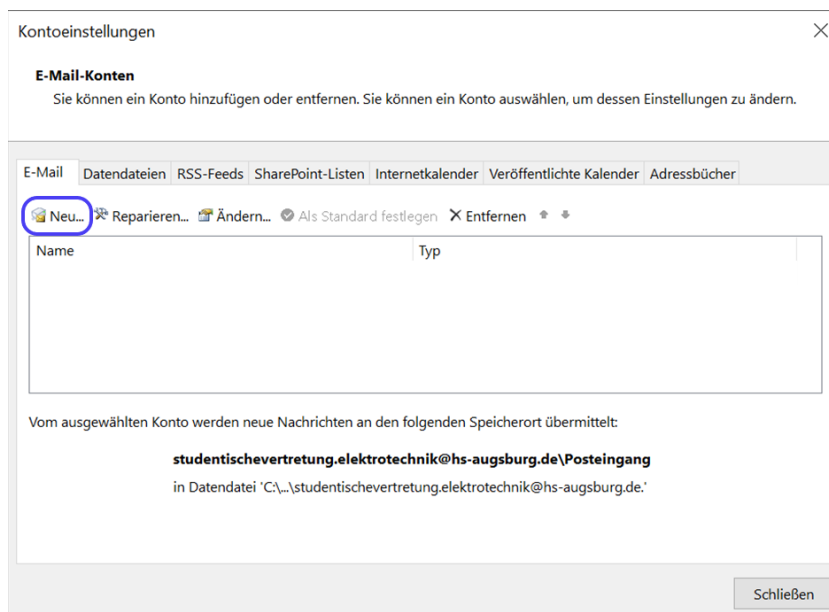 Kontoeinstellungen
E-Mail-Konten
Sie können ein Konto hinzufügen oder entfernen. Sie können ein Konto auswählen, um dessen Einstellungen zu ändern.
E-Mail Datendateien RSS-Feeds SharePoint-Listen Internetkalender Veröffentlichte Kalender Adressbücher
Neu... Reparieren... Ändern... Als Standard festlegen Entfernen
Name Typ
Vom ausgewählten Konto werden neue Nachrichten an den folgenden Speicherort übermittelt:
studentischevertretung.elektrotechnik@hs-augsburg.de\Posteingang
in Datendatei 'C:\...\studentischevertretung.elektrotechnik@hs-augsburg.de.'
Schließen